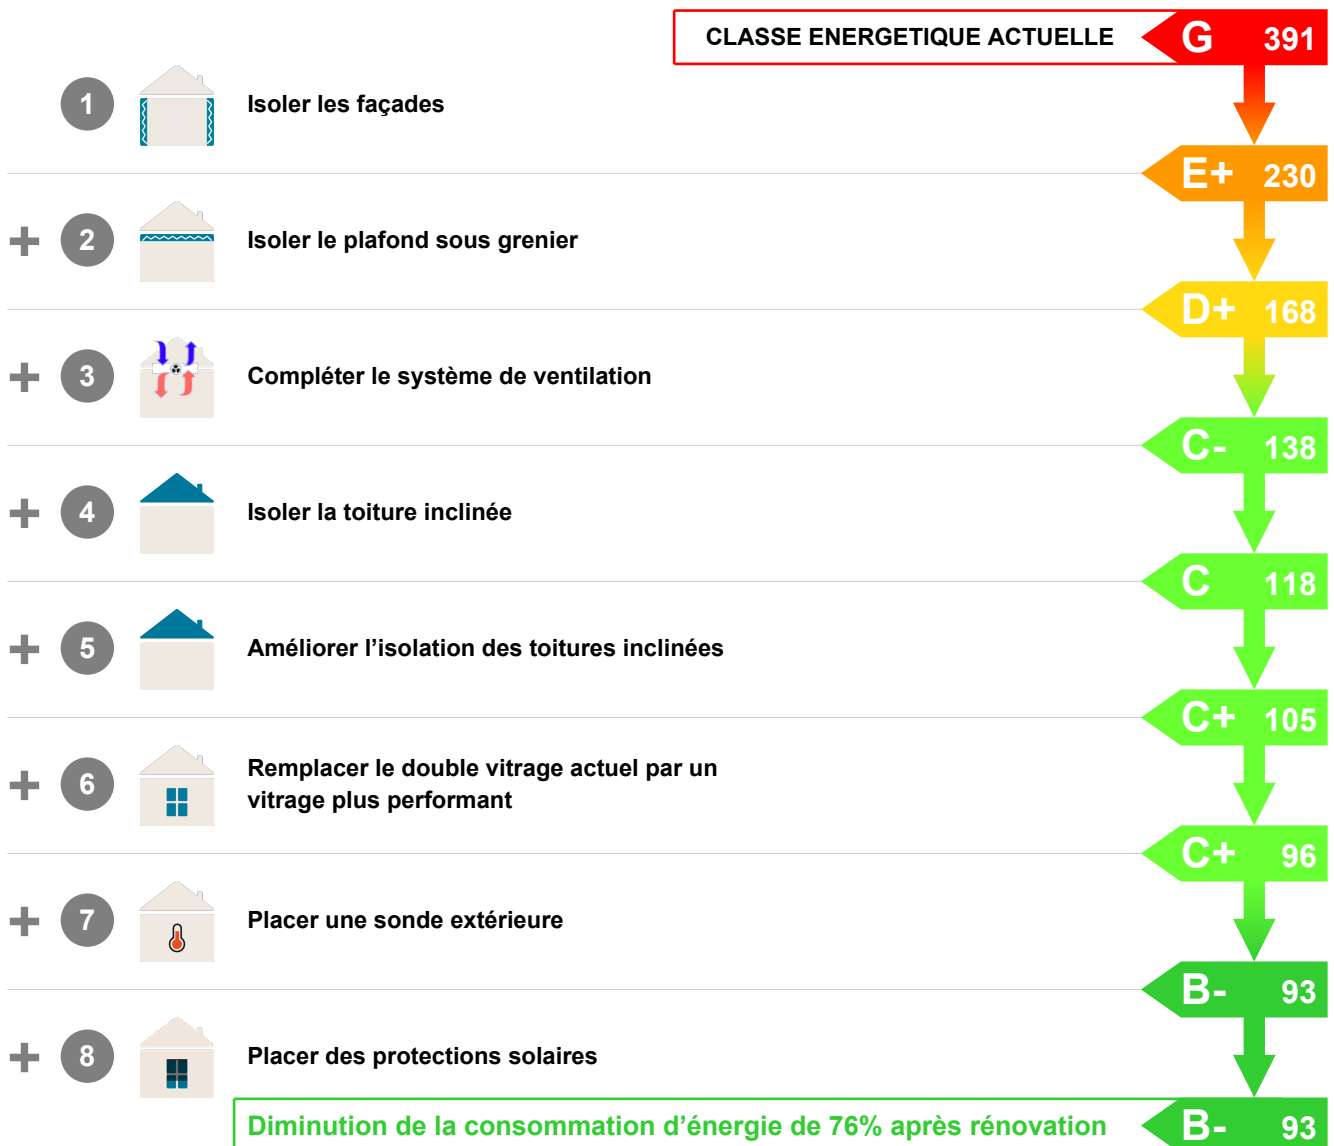 CLASSE ENERGETIQUE ACTUELLE G 391
1 Isoler les façades
E+ 230
+ 2 Isoler le plafond sous grenier
D+ 168
+ 3 Compléter le système de ventilation
C- 138
+ 4 Isoler la toiture inclinée
C 118
+ 5 Améliorer l’isolation des toitures inclinées
C+ 105
+ 6 Remplacer le double vitrage actuel par un
vitrage plus performant
C+ 96
+ 7 Placer une sonde extérieure
B- 93
+ 8 Placer des protections solaires
Diminution de la consommation d’énergie de 76% après rénovation B- 93